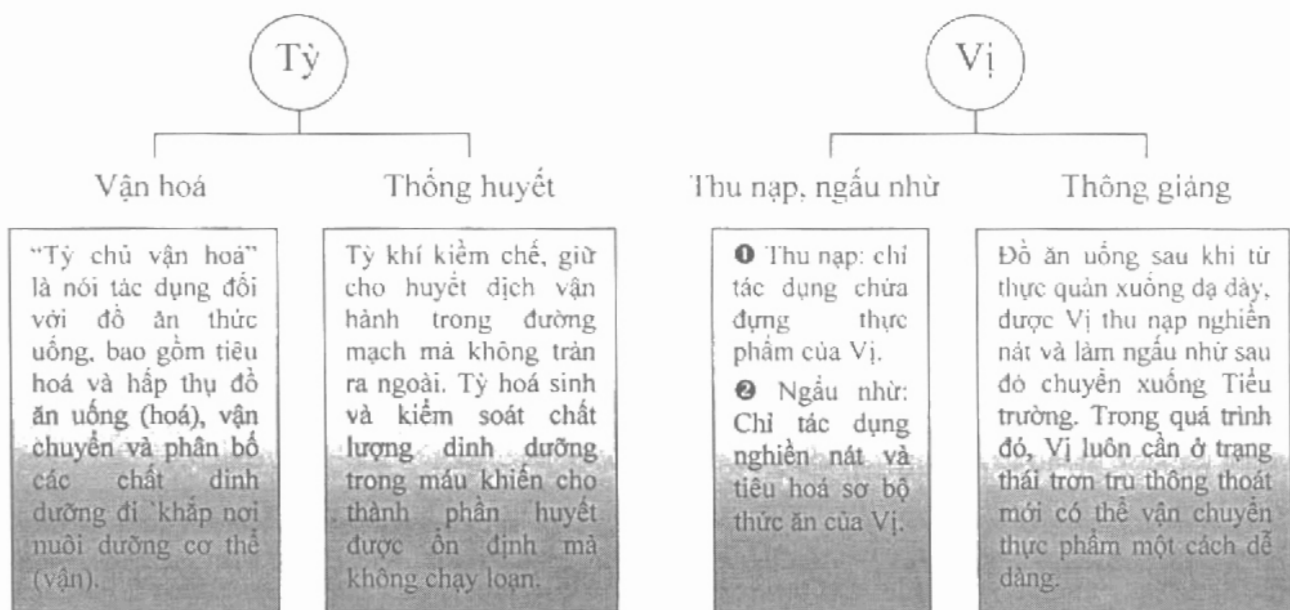 Tỳ
Vị
Vận hoá
Thống huyết
Thu nạp, ngấu nhừ
Thông giáng
“Tỳ chủ vận hoá”
là nói tác dụng đối
với đồ ăn thức
uống, bao gồm tiêu
hoá và hấp thụ đồ
ăn uống (hoá), vận
chuyển và phân bố
các chất dinh
dưỡng đi khắp nơi
nuôi dưỡng cơ thể
(vận).
Tỳ khí kiềm chế, giữ
cho huyết dịch vận
hành trong đường
mạch mà không tràn
ra ngoài. Tỳ hoá sinh
và kiểm soát chất
lượng dinh dưỡng
trong máu khiến cho
thành phần huyết
được ổn định mà
không chạy loạn.
❶ Thu nạp: chỉ
tác dụng chứa
đựng thực
phẩm của Vị.
❷ Ngấu nhừ:
Chỉ tác dụng
nghiền nát và
tiêu hoá sơ bộ
thức ăn của Vị.
Đồ ăn uống sau khi từ
thực quản xuống dạ dày,
được Vị thu nạp nghiền
nát và làm ngấu nhừ sau
đó chuyển xuống Tiểu
trường. Trong quá trình
đó, Vị luôn cần ở trạng
thái trơn tru thông thoát
mới có thể vận chuyển
thực phẩm một cách dễ
dàng.